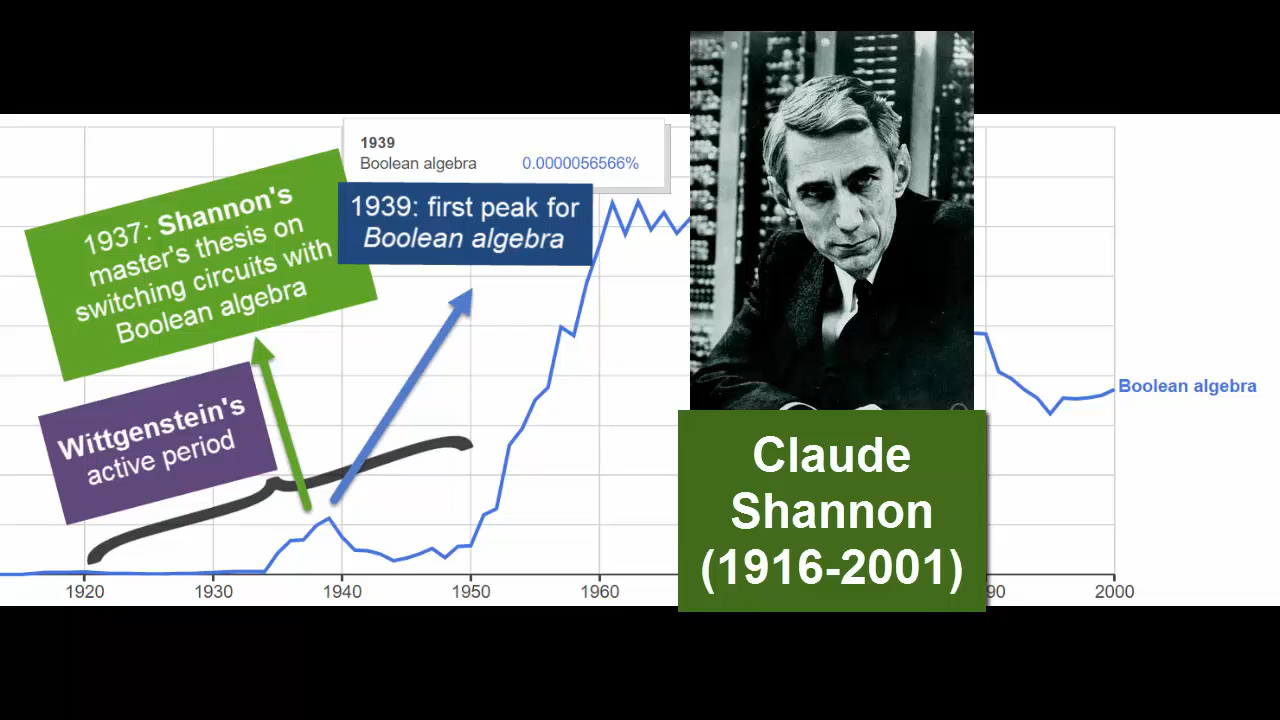 1939
Boolean algebra 0.0000056566%
1937: Shannon's
master's thesis on
switching circuits with
Boolean algebra
1939: first peak for
Boolean algebra
Wittgenstein's
active period
Boolean algebra
Claude
Shannon
(1916-2001)
1920 1930 1940 1950 1960 90 2000